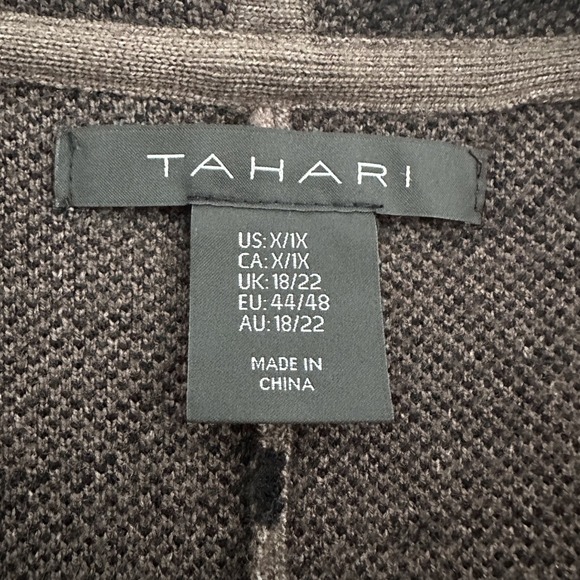 TAHARI
US: X/1X
CA: X/1X
UK: 18/22
EU: 44/48
AU: 18/22
MADE IN
CHINA